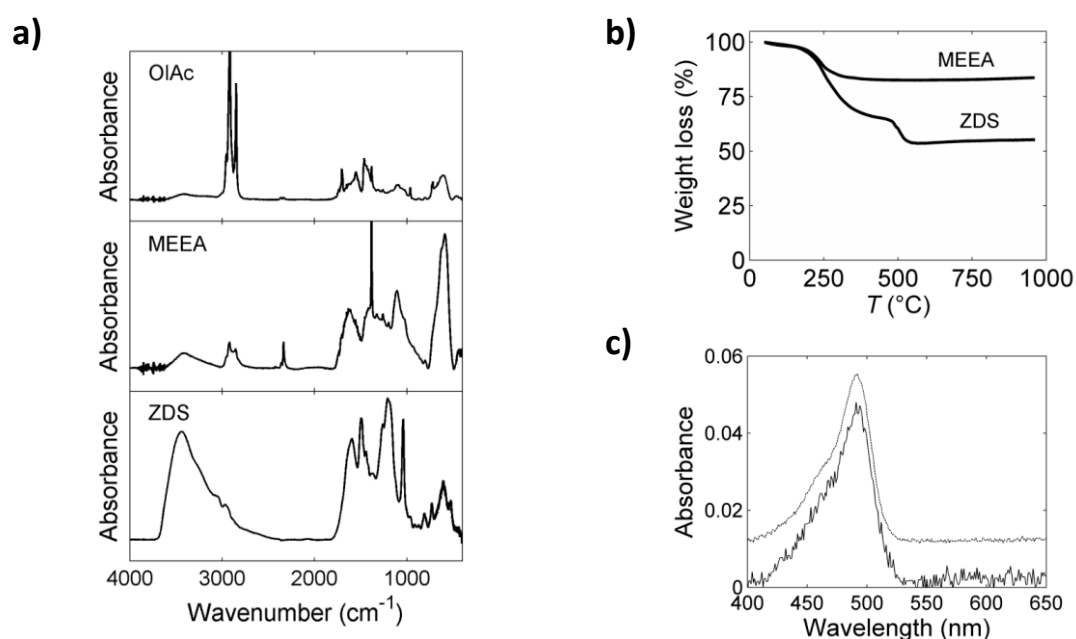 a)
OlAc
Absorbance
MEEA
Absorbance
ZDS
Absorbance
4000 3000 2000 1000
Wavenumber (cm⁻¹)
b)
100
75
50
25
0
Weight loss (%)
MEEA
ZDS
0 250 500 750 1000
T (°C)
c)
0.06
0.04
0.02
0
Absorbance
400 450 500 550 600 650
Wavelength (nm)